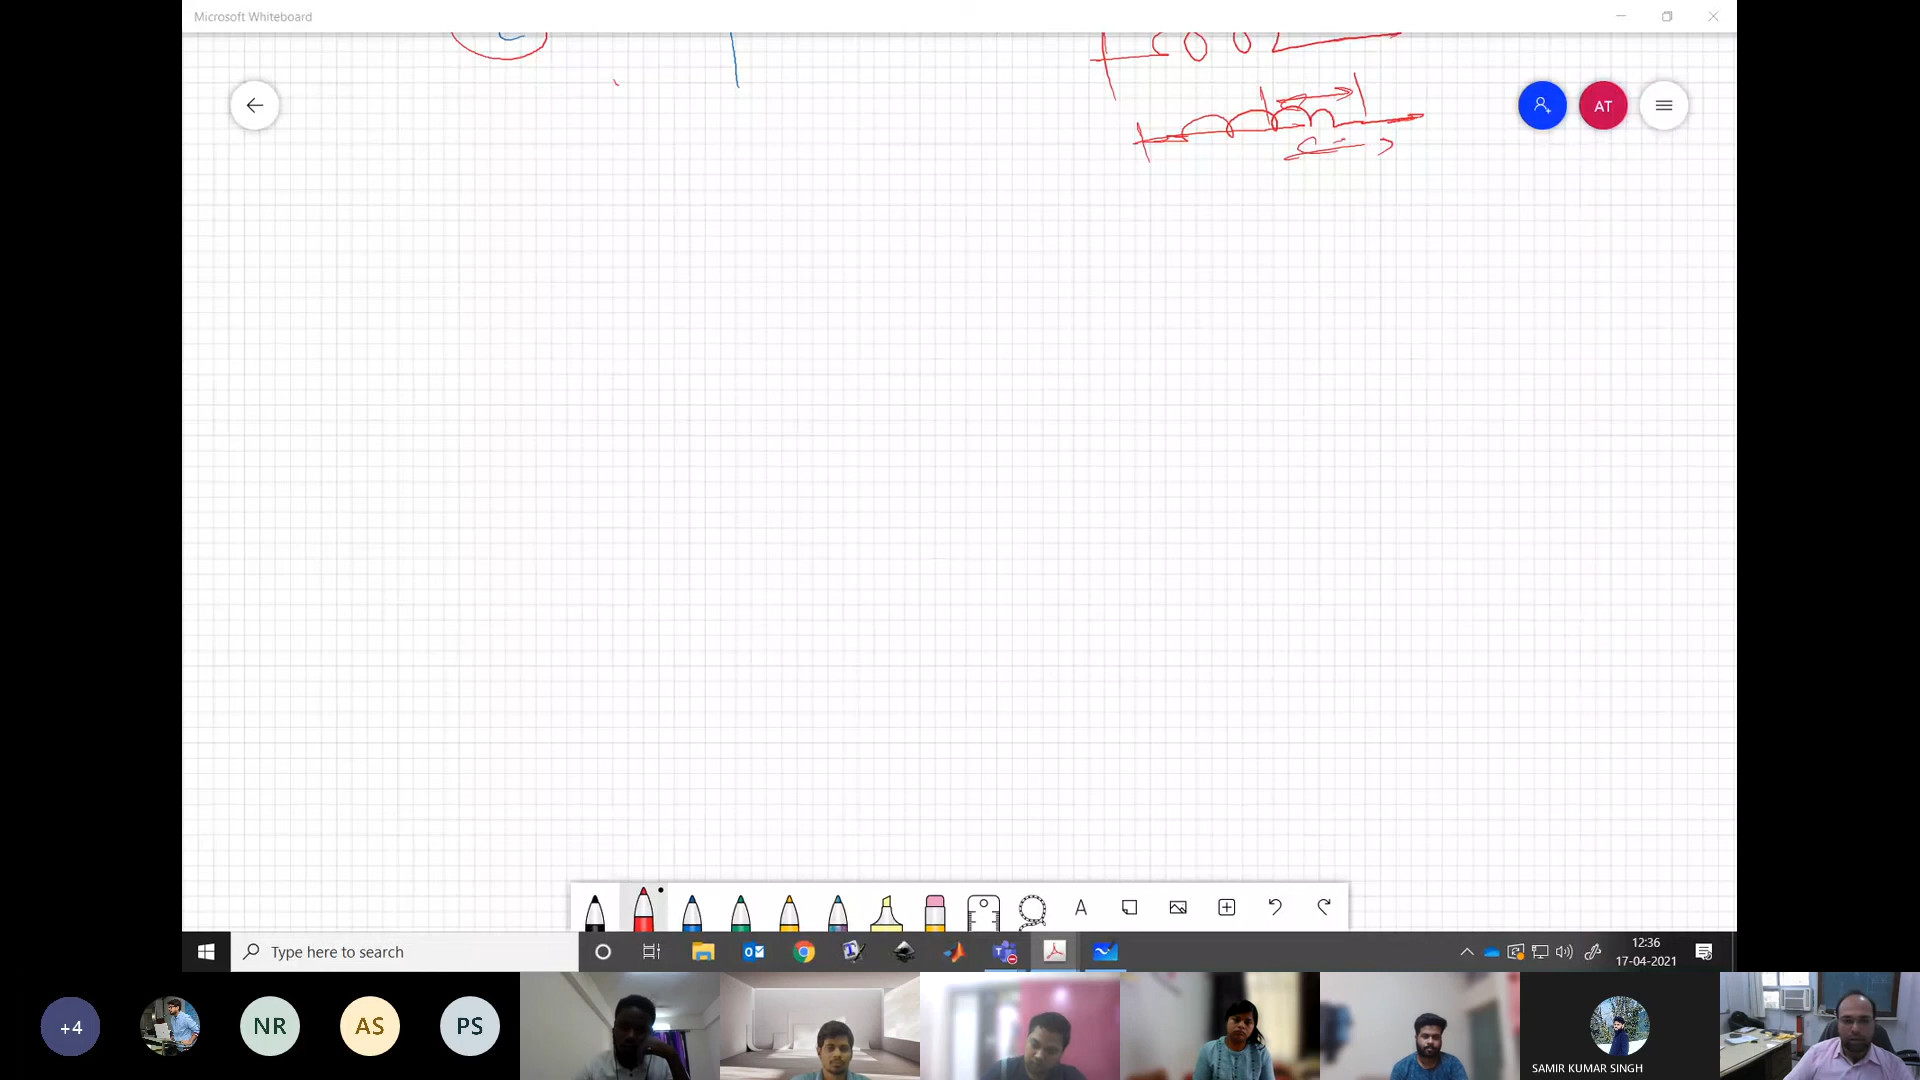 Microsoft Whiteboard
AT
A
Type here to search
12:36
17-04-2021
+4
NR
AS
PS
SAMIR KUMAR SINGH